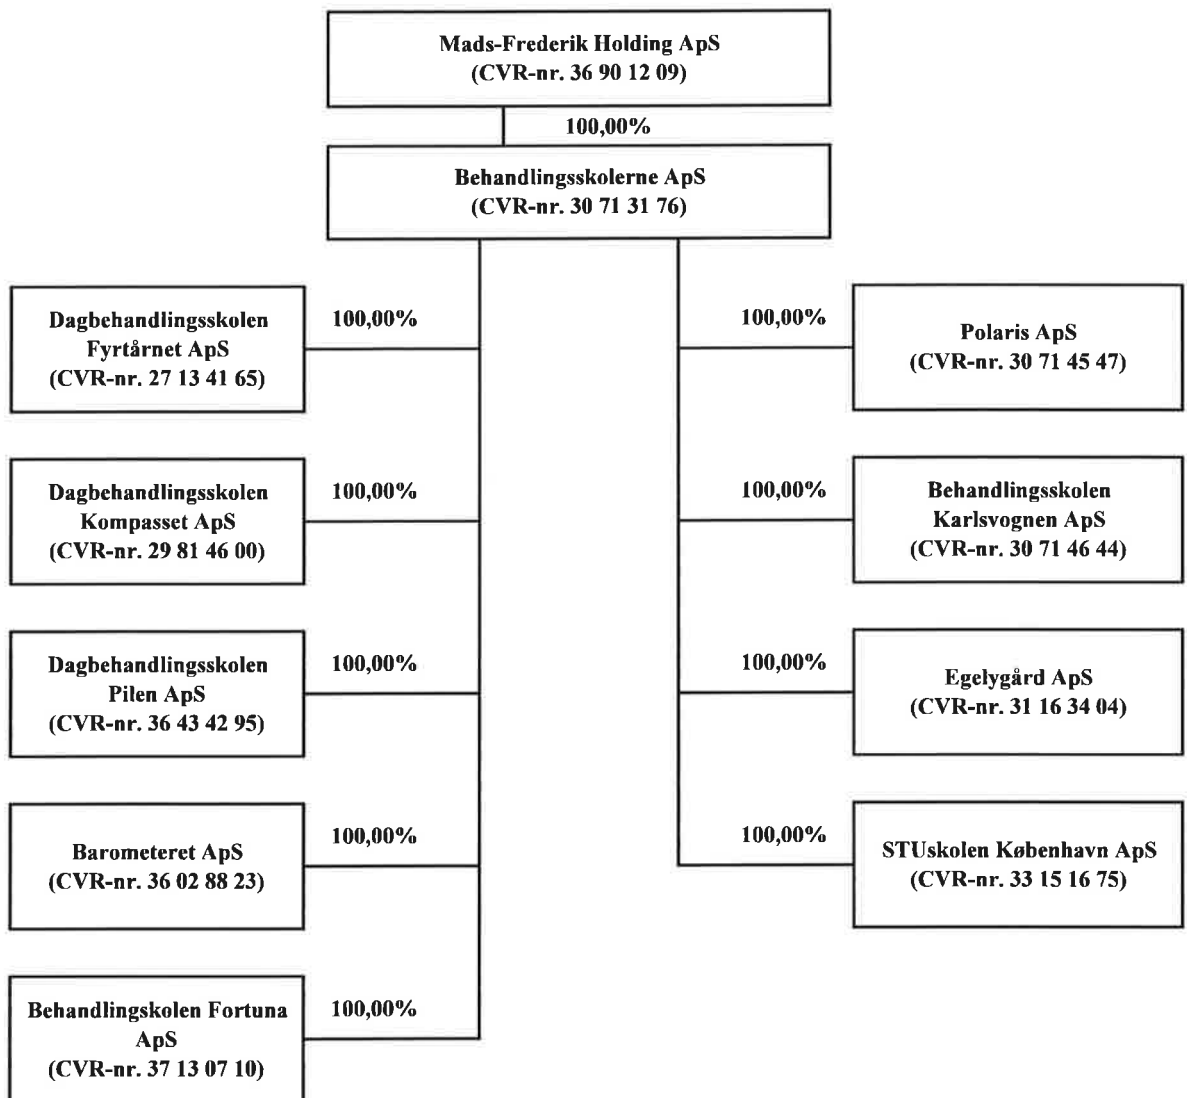 Mads-Frederik Holding ApS
(CVR-nr. 36 90 12 09)
100,00%
Behandlingsskolerne ApS
(CVR-nr. 30 71 31 76)
Dagbehandlingsskolen
Fyrtårnet ApS
(CVR-nr. 27 13 41 65)
100,00%
100,00%
Polaris ApS
(CVR-nr. 30 71 45 47)
Dagbehandlingsskolen
Kompasset ApS
(CVR-nr. 29 81 46 00)
100,00%
100,00%
Behandlingsskolen
Karlsvognen ApS
(CVR-nr. 30 71 46 44)
Dagbehandlingsskolen
Pilen ApS
(CVR-nr. 36 43 42 95)
100,00%
100,00%
Egelygård ApS
(CVR-nr. 31 16 34 04)
Barometeret ApS
(CVR-nr. 36 02 88 23)
100,00%
100,00%
STUskolen København ApS
(CVR-nr. 33 15 16 75)
Behandlingskolen Fortuna
ApS
(CVR-nr. 37 13 07 10)
100,00%